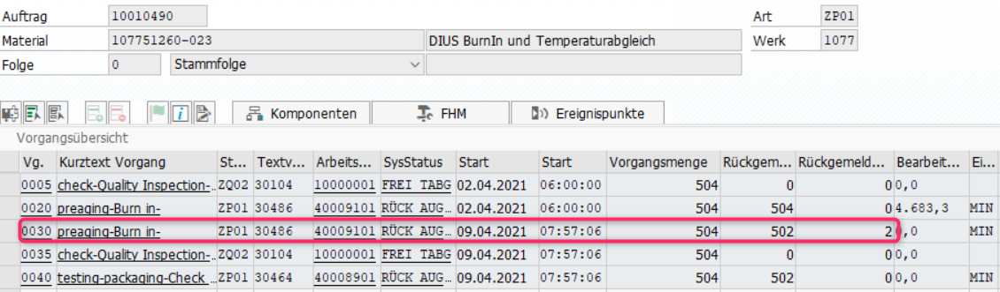 Auftrag 10010490 Art ZP01
Material 107751260-023 DIUS BurnIn und Temperaturabgleich Werk 1077
Folge 0 Stammfolge
Komponenten FHM Ereignispunkte
Vorgangsübersicht
Vg. Kurztext Vorgang St... Textv... Arbeits... SysStatus Start Start Vorgangsmenge Rückgem... Rückgemeld... Bearbeit... Ei...
0005 check-Quality Inspection-.. ZQ02 30104 10000001 FREI TABG 02.04.2021 06:00:00 504 0 0 0,0
0020 preaging-Burn in- ZP01 30486 40009101 RÜCK AUG… 02.04.2021 06:00:00 504 504 0 4.683,3 MIN
0030 preaging-Burn in- ZP01 30486 40009101 RÜCK AUG… 09.04.2021 07:57:06 504 502 2 0,0 MIN
0035 check-Quality Inspection-.. ZQ02 30104 10000001 FREI TABG 09.04.2021 07:57:06 504 0 0 0,0
0040 testing-packaging-Check .. ZP01 30464 40008901 RÜCK AUG… 09.04.2021 07:57:06 504 502 0 0,0 MIN